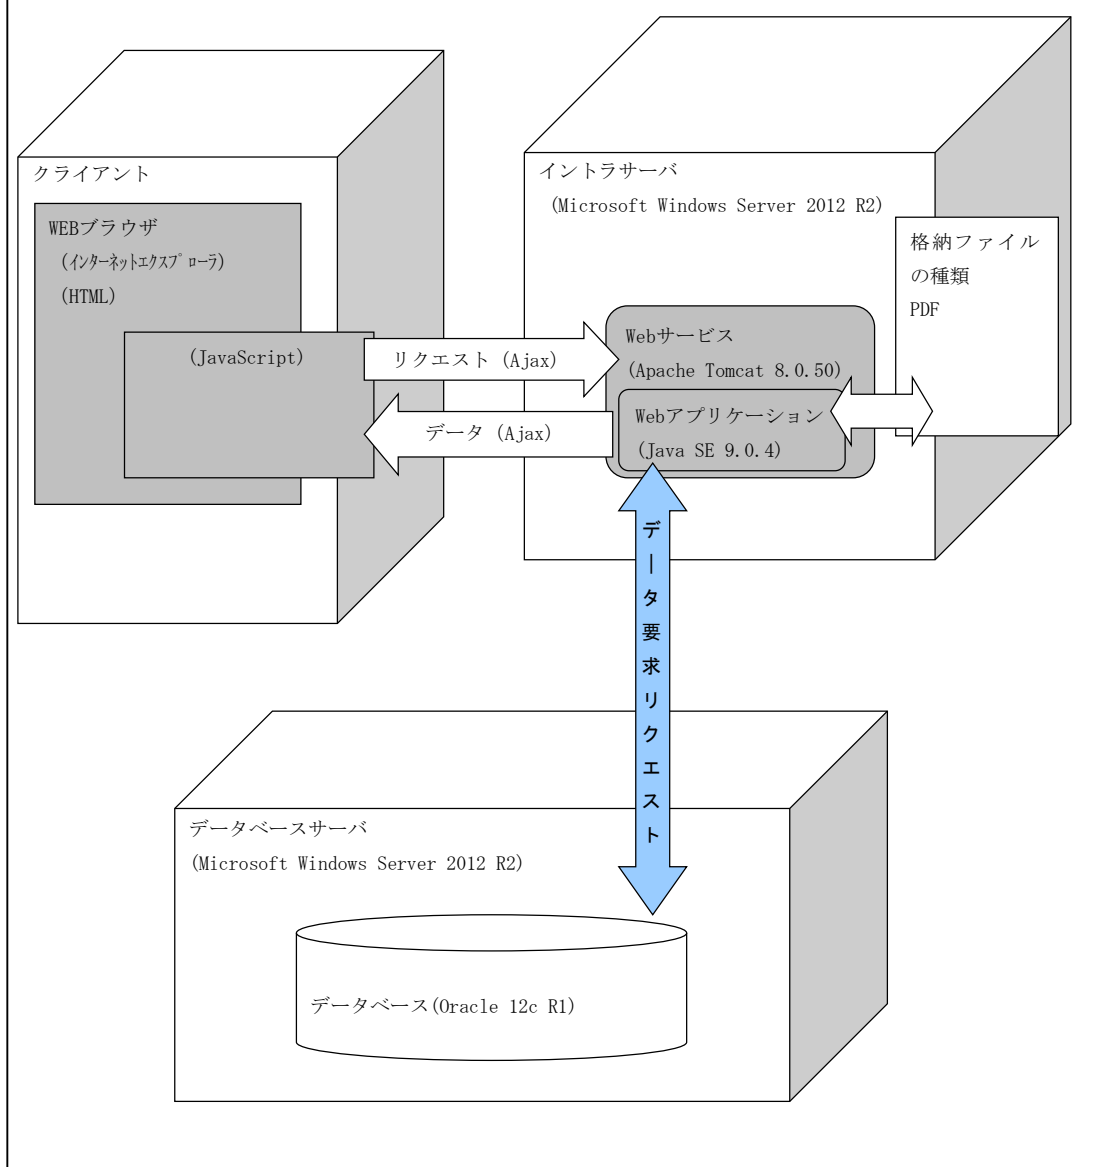 クライアント
WEBブラウザ
(インターネットエクスプローラ)
(HTML)
(JavaScript)
リクエスト (Ajax)
データ (Ajax)
イントラサーバ
(Microsoft Windows Server 2012 R2)
Webサービス
(Apache Tomcat 8.0.50)
Webアプリケーション
(Java SE 9.0.4)
格納ファイル
の種類
PDF
データ要求リクエスト
データベースサーバ
(Microsoft Windows Server 2012 R2)
データベース(Oracle 12c R1)